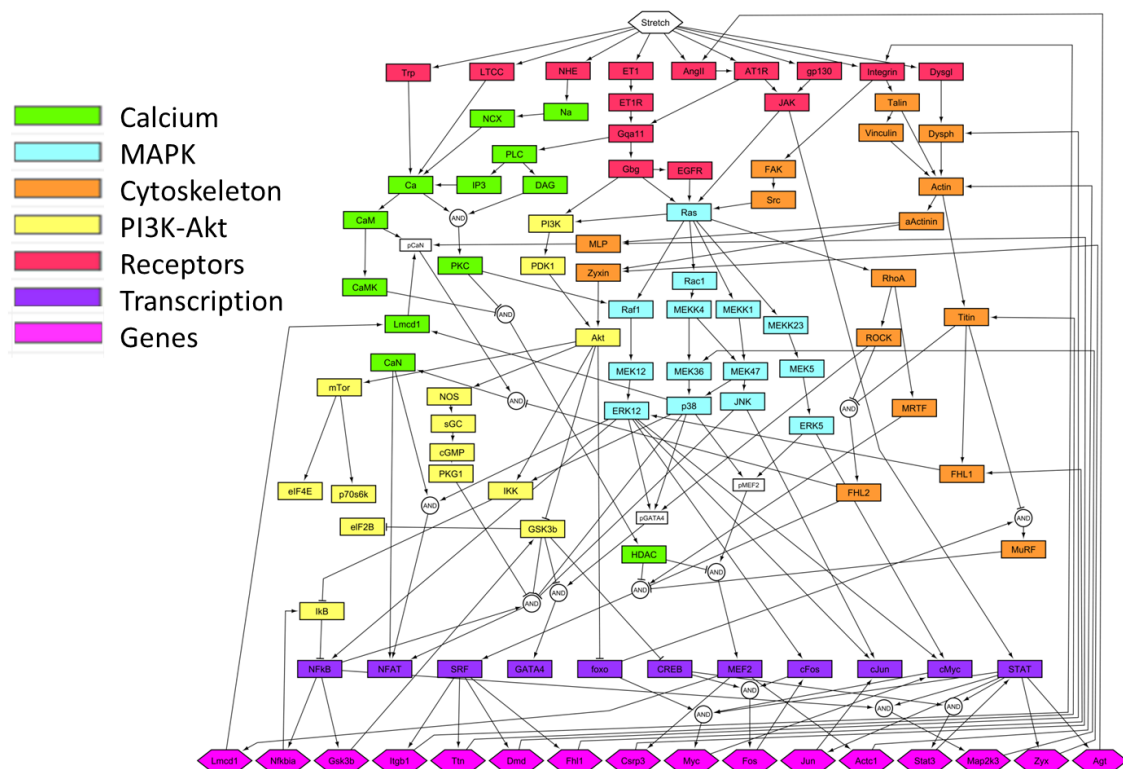 Stretch
Trp
LTCC
NHE
ET1
AngII
AT1R
gp130
Integrin
Dysgl
Calcium
MAPK
Cytoskeleton
PI3K-Akt
Receptors
Transcription
Genes
NCX
Na
ET1R
JAK
Talin
Gqa11
Vinculin
Dysph
PLC
Gbg
EGFR
FAK
Ca
IP3
DAG
Actin
Src
CaM
AND
PI3K
Ras
aActinin
pCaN
MLP
PKC
PDK1
Zyxin
CaMK
Rac1
RhoA
AND
Raf1
MEKK4
MEKK1
MEKK23
Titin
Lmcd1
Akt
ROCK
CaN
MEK12
MEK36
MEK47
MEK5
mTor
NOS
AND
ERK12
p38
JNK
AND
MRTF
sGC
ERK5
cGMP
PKG1
FHL1
eIF4E
p70s6k
IKK
pMEF2
FHL2
AND
pGATA4
AND
eIF2B
GSK3b
HDAC
MuRF
AND
AND
AND
AND
AND
IkB
NFkB
NFAT
SRF
GATA4
foxo
CREB
MEF2
cFos
cJun
cMyc
STAT
AND
AND
AND
AND
Lmcd1
Nfkbia
Gsk3b
Itgb1
Ttn
Dmd
Fhl1
Csrp3
Myc
Fos
Jun
Actc1
Stat3
Map2k3
Zyx
Agt